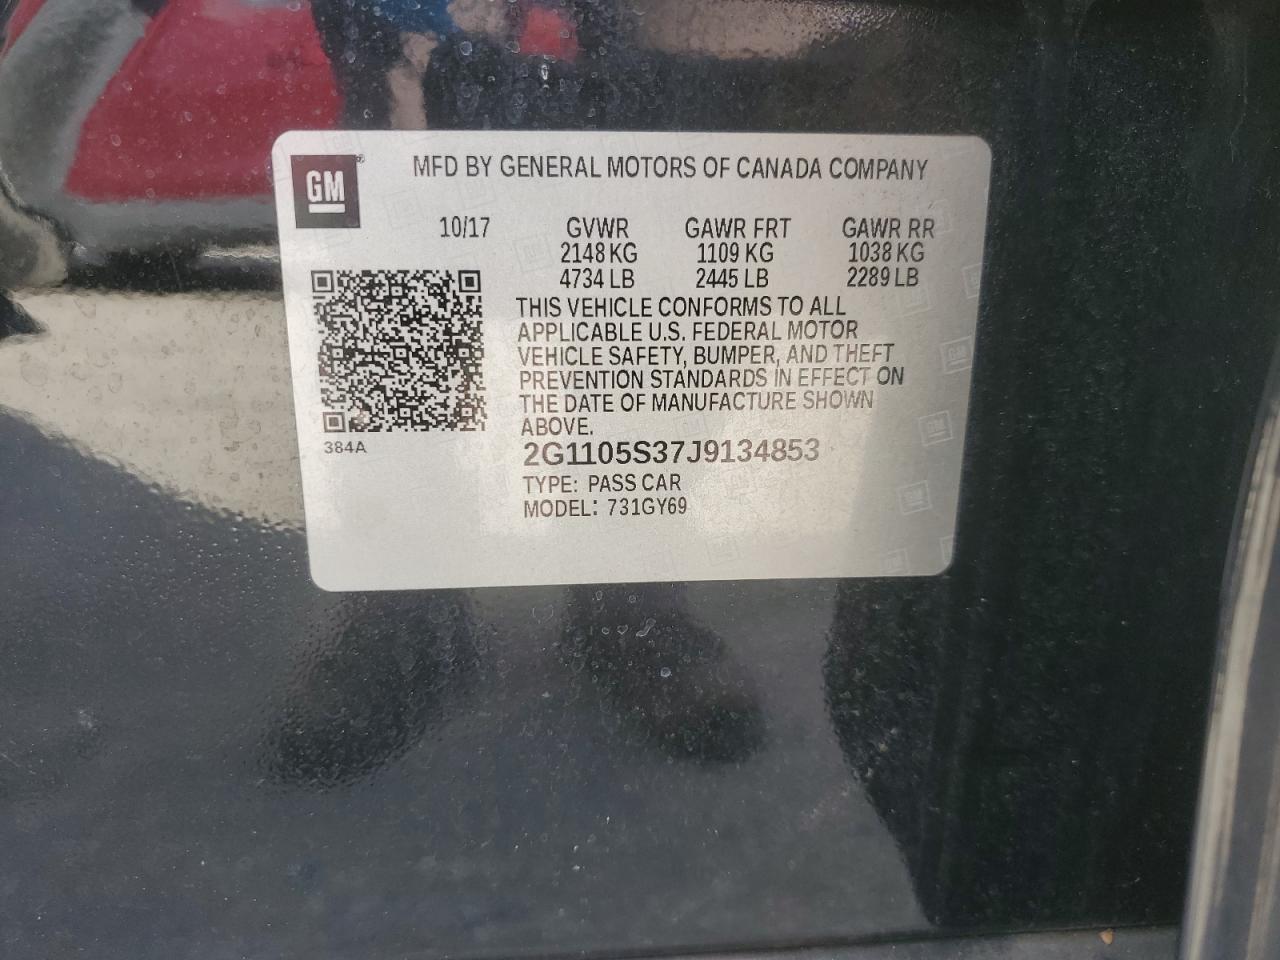 GM
MFD BY GENERAL MOTORS OF CANADA COMPANY
10/17 GVWR GAWR FRT GAWR RR
2148 KG 1109 KG 1038 KG
4734 LB 2445 LB 2289 LB
THIS VEHICLE CONFORMS TO ALL
APPLICABLE U.S. FEDERAL MOTOR
VEHICLE SAFETY, BUMPER, AND THEFT
PREVENTION STANDARDS IN EFFECT ON
THE DATE OF MANUFACTURE SHOWN
ABOVE.
384A
2G1105S37J9134853
TYPE: PASS CAR
MODEL: 731GY69